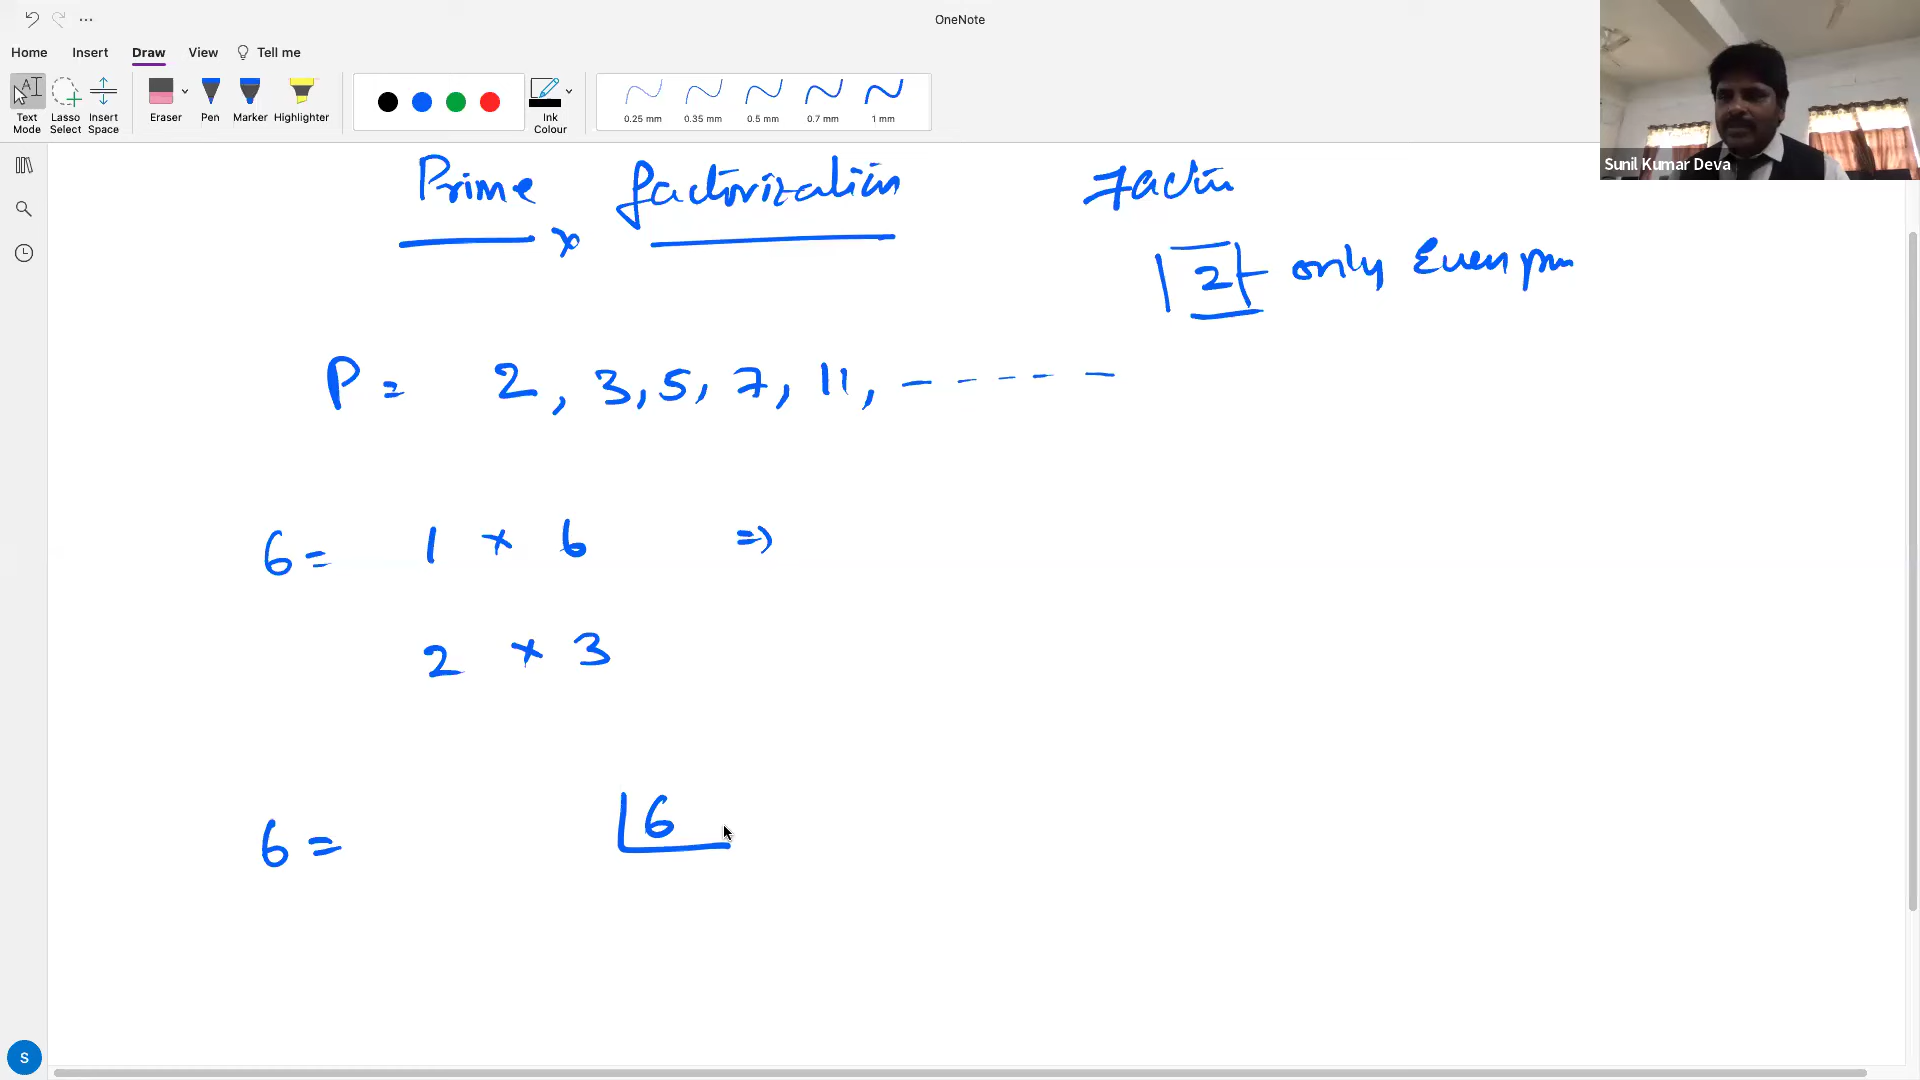 OneNote
Home Insert Draw View Tell me
Text Mode Lasso Select Insert Space Eraser Pen Marker Highlighter Ink Colour 0.25 mm 0.35 mm 0.5 mm 0.7 mm 1 mm
Sunil Kumar Deva
Prime factorization
2 only Even
P = 2, 3, 5, 7, 11, - - - - - -
6 = 1 × 6 ⇒
2 × 3
6 = 6
S